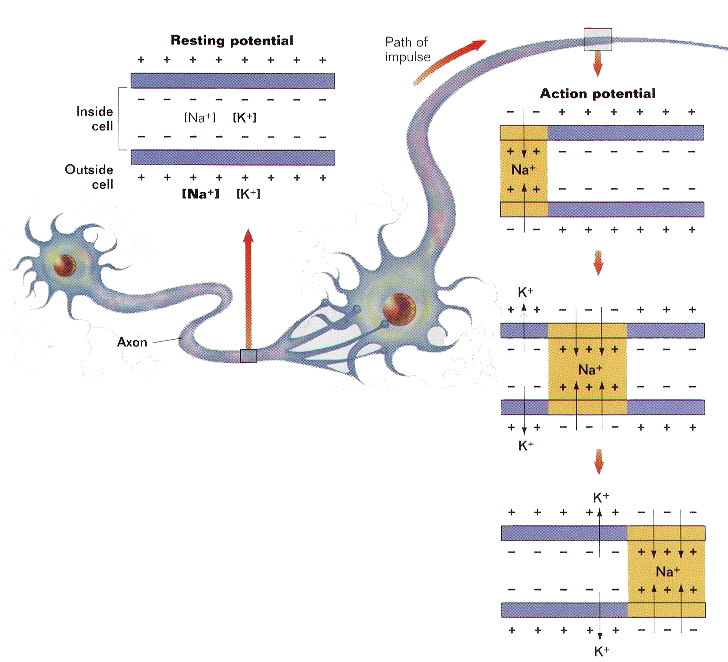 Resting potential
+ + + + + + + +
− − − − − − − −
[Na+] [K+]
− − − − − − − −
+ + + + + + + +
[Na+] [K+]
Inside
cell
Outside
cell
Axon
Path of
impulse
Action potential
− − + + + + + +
+ + − − − − − −
Na+
+ + − − − − − −
− − + + + + + +
K+
+ + − − − + + +
− − + + + − − −
Na+
− − + + + − − −
+ + − − − + + +
K+
K+
+ + + + + − − −
− − − − − + + +
Na+
− − − − − + + +
+ + + + + − − −
K+